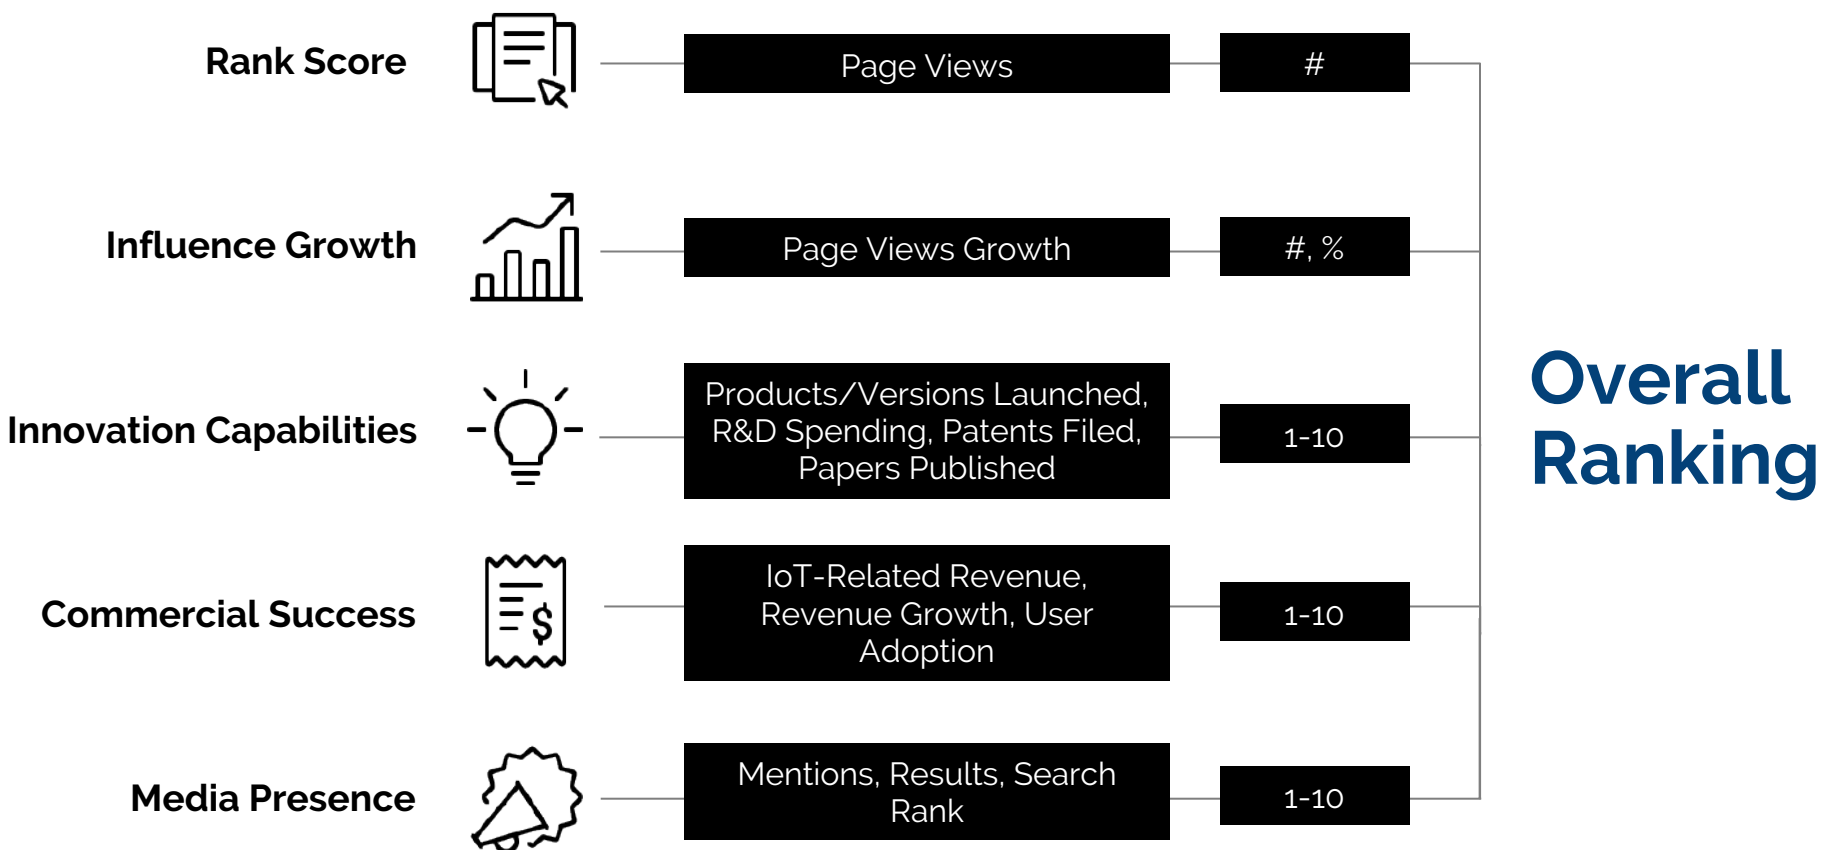 Rank Score
Page Views
#
Influence Growth
Page Views Growth
#, %
Innovation Capabilities
Products/Versions Launched,
R&D Spending, Patents Filed,
Papers Published
1-10
Commercial Success
$
IoT-Related Revenue,
Revenue Growth, User
Adoption
1-10
Media Presence
Mentions, Results, Search
Rank
1-10
Overall
Ranking